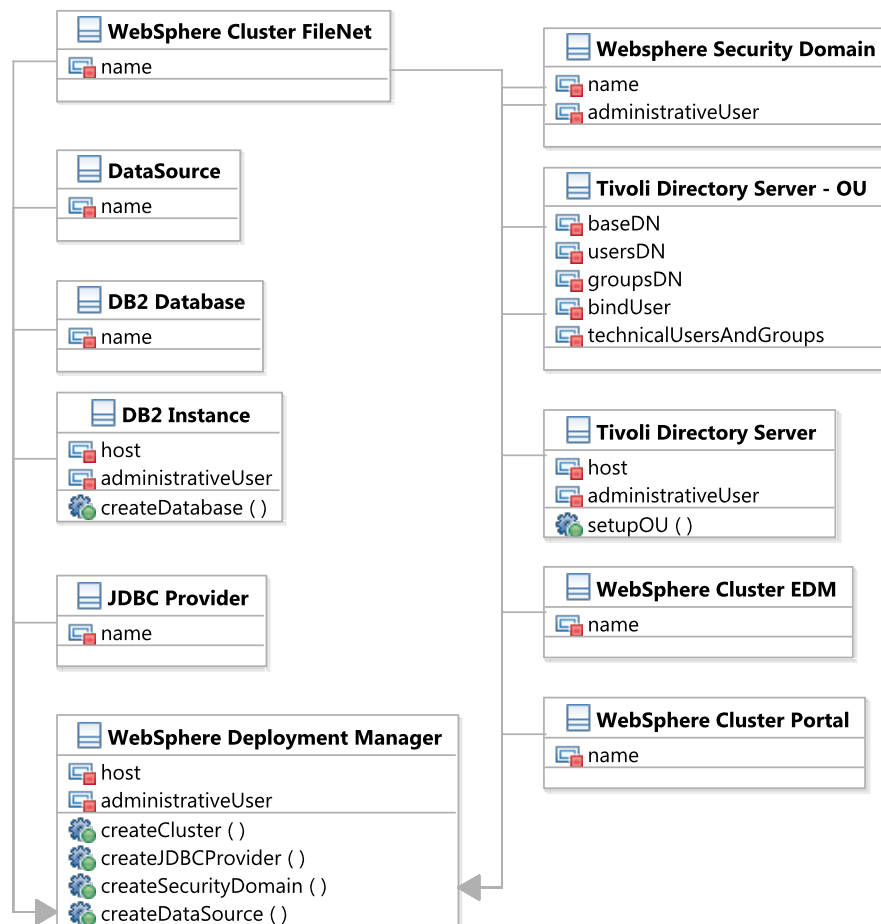 WebSphere Cluster FileNet
name
DataSource
name
DB2 Database
name
DB2 Instance
host
administrativeUser
createDatabase ( )
JDBC Provider
name
WebSphere Deployment Manager
host
administrativeUser
createCluster ( )
createJDBCProvider ( )
createSecurityDomain ( )
createDataSource ( )
Websphere Security Domain
name
administrativeUser
Tivoli Directory Server - OU
baseDN
usersDN
groupsDN
bindUser
technicalUsersAndGroups
Tivoli Directory Server
host
administrativeUser
setupOU ( )
WebSphere Cluster EDM
name
WebSphere Cluster Portal
name